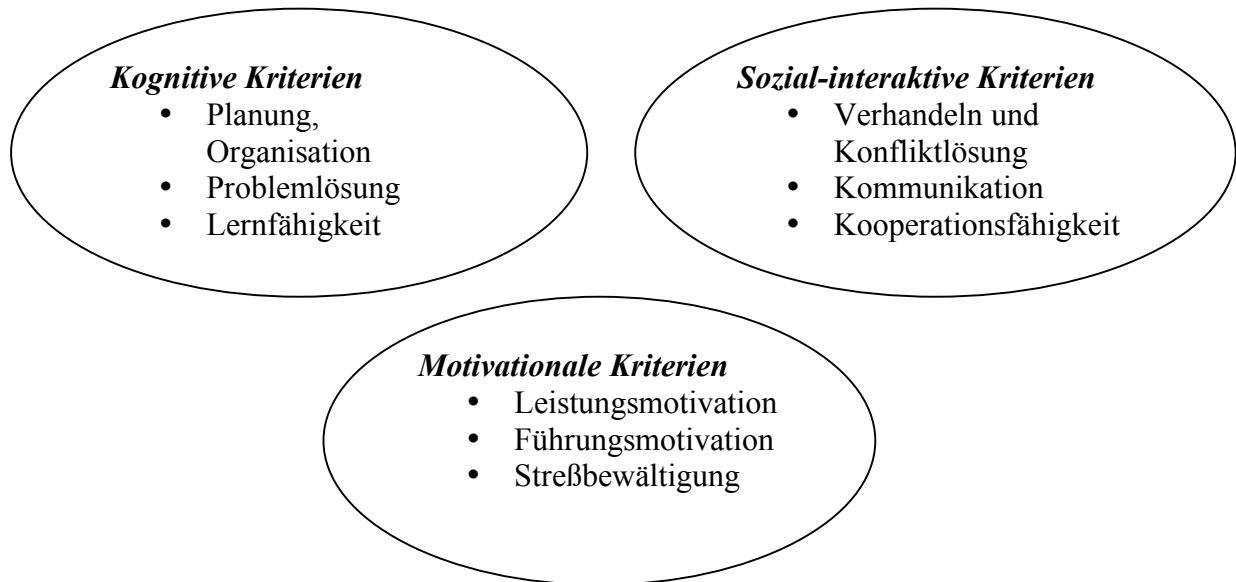 Kognitive Kriterien
• Planung,
Organisation
• Problemlösung
• Lernfähigkeit
Sozial-interaktive Kriterien
• Verhandeln und
Konfliktlösung
• Kommunikation
• Kooperationsfähigkeit
Motivationale Kriterien
• Leistungsmotivation
• Führungsmotivation
• Streßbewältigung